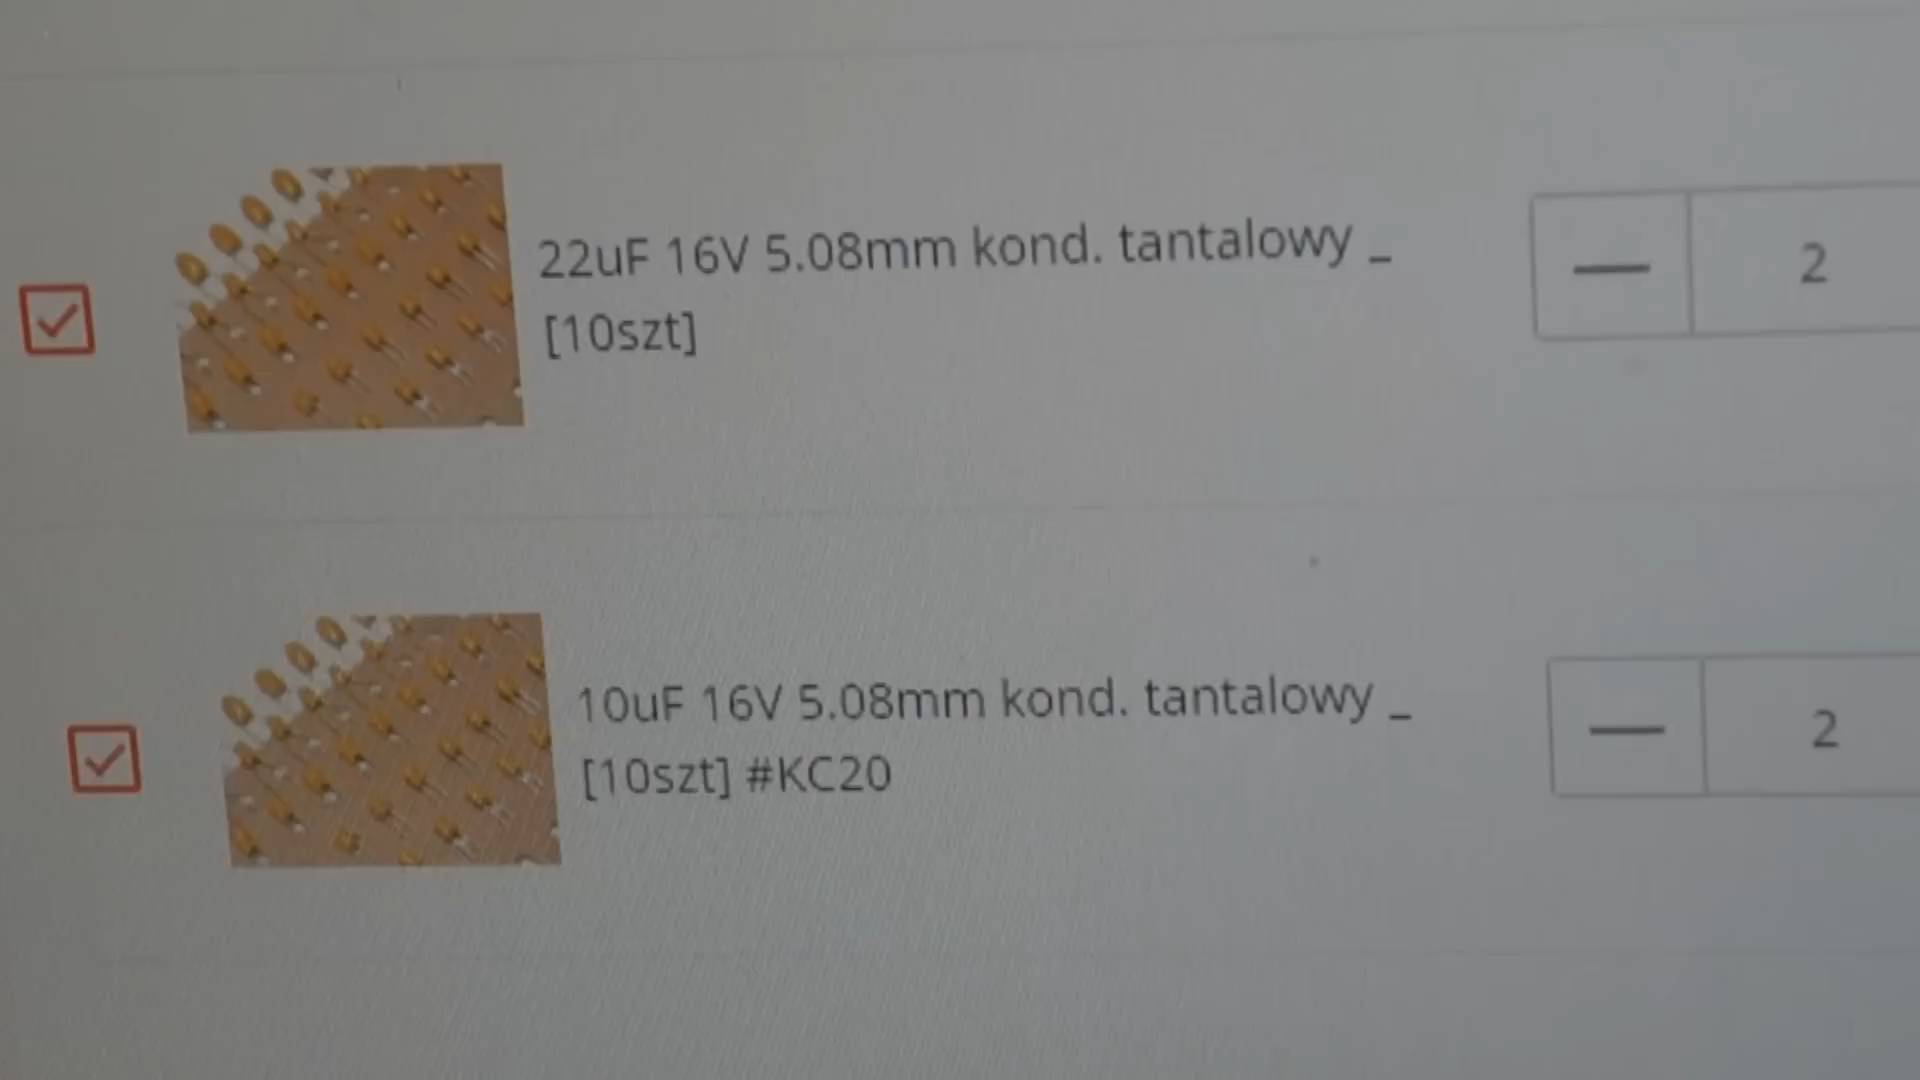 22uF 16V 5.08mm kond. tantalowy _
[10szt]
2
10uF 16V 5.08mm kond. tantalowy _
[10szt] #KC20
2